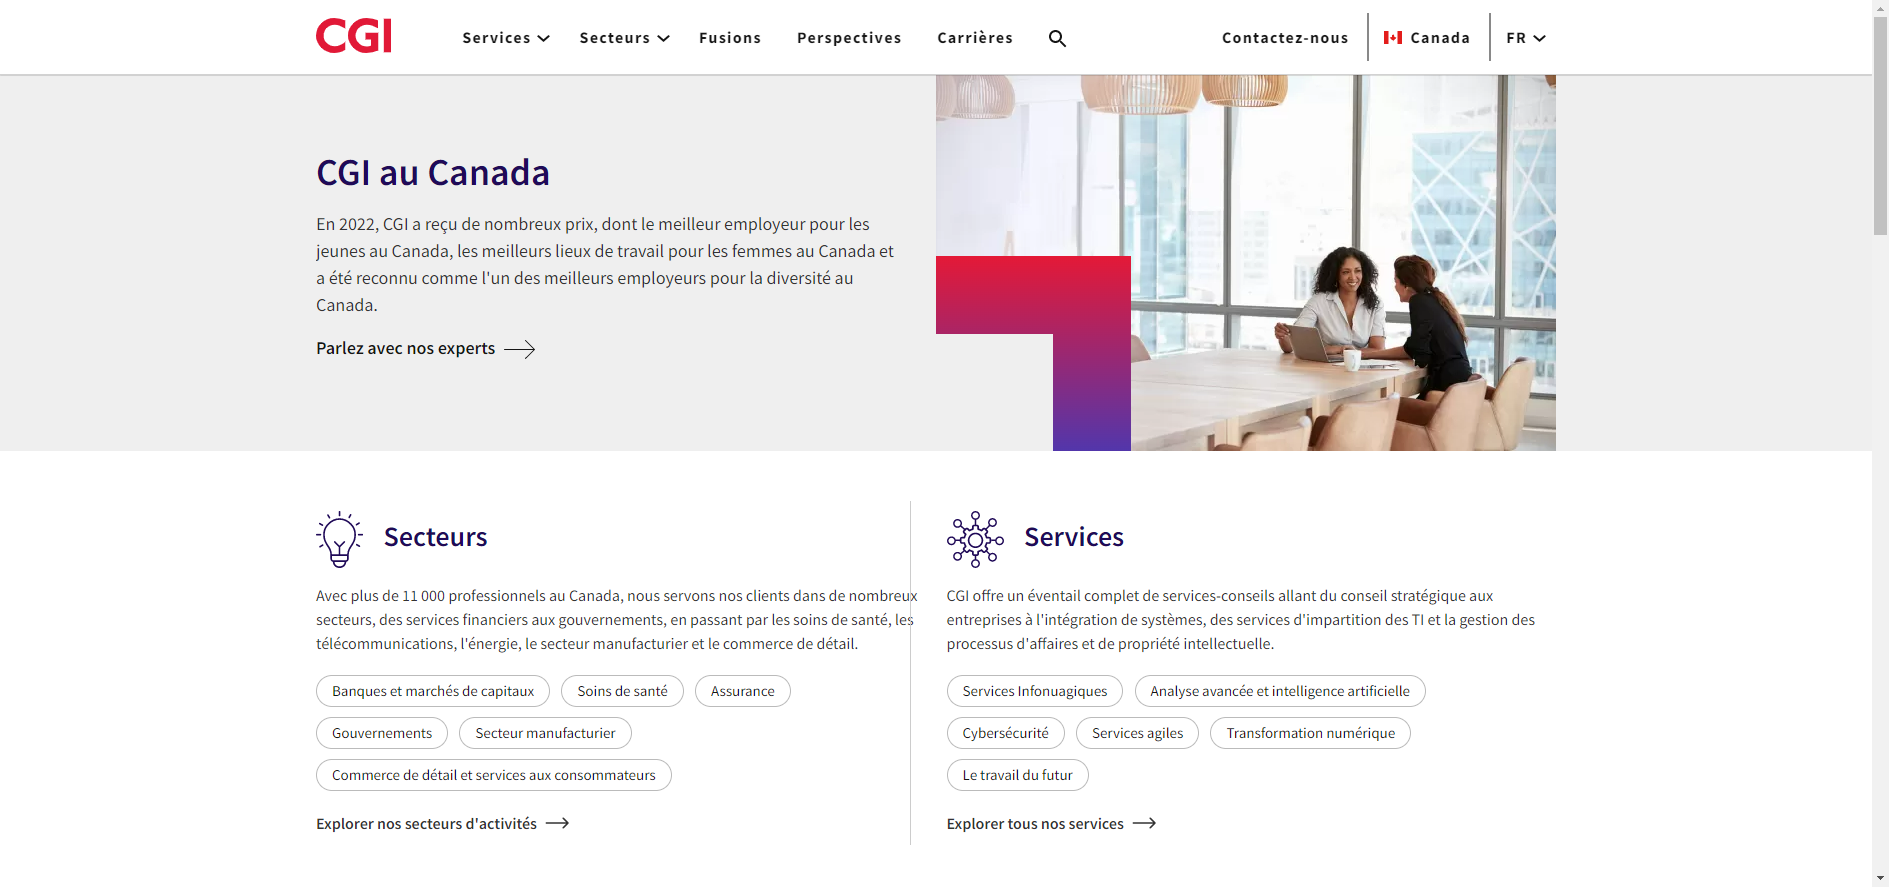 CGI
Services
Secteurs
Fusions
Perspectives
Carrières
Contactez-nous
Canada
FR
CGI au Canada
En 2022, CGI a reçu de nombreux prix, dont le meilleur employeur pour les
jeunes au Canada, les meilleurs lieux de travail pour les femmes au Canada et
a été reconnu comme l'un des meilleurs employeurs pour la diversité au
Canada.
Parlez avec nos experts
Secteurs
Avec plus de 11 000 professionnels au Canada, nous servons nos clients dans de nombreux
secteurs, des services financiers aux gouvernements, en passant par les soins de santé, les
télécommunications, l'énergie, le secteur manufacturier et le commerce de détail.
Banques et marchés de capitaux
Soins de santé
Assurance
Gouvernements
Secteur manufacturier
Commerce de détail et services aux consommateurs
Explorer nos secteurs d'activités
Services
CGI offre un éventail complet de services-conseils allant du conseil stratégique aux
entreprises à l'intégration de systèmes, des services d'impartition des TI et la gestion des
processus d'affaires et de propriété intellectuelle.
Services Infonuagiques
Analyse avancée et intelligence artificielle
Cybersécurité
Services agiles
Transformation numérique
Le travail du futur
Explorer tous nos services